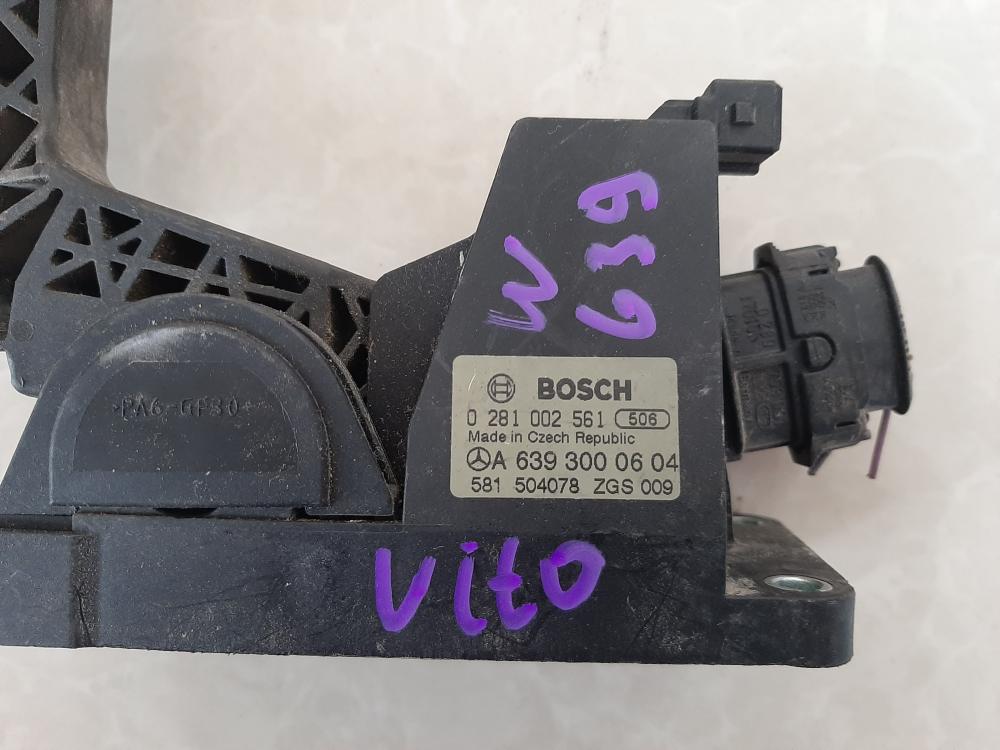 W 639
BOSCH
0 281 002 561 506
Made in Czech Republic
A 639 300 06 04
581 504078 ZGS 009
>PA6-GF30<
Vito